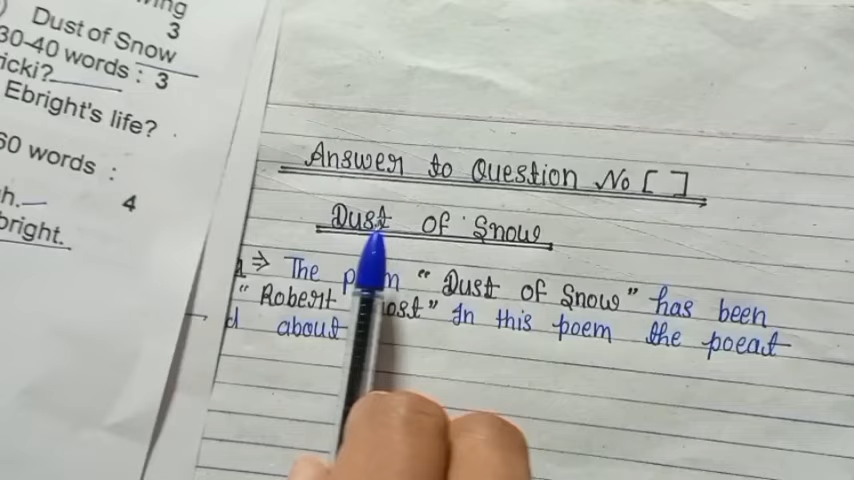 3
Dust of Snow
30-40 words : 3
Ebright's life?
60 words :
4
bright.
Answer to Question No [ ]
Dust of Snow
⇒ The "Dust of Snow" has been
"Robert "In this poem the poeat
about